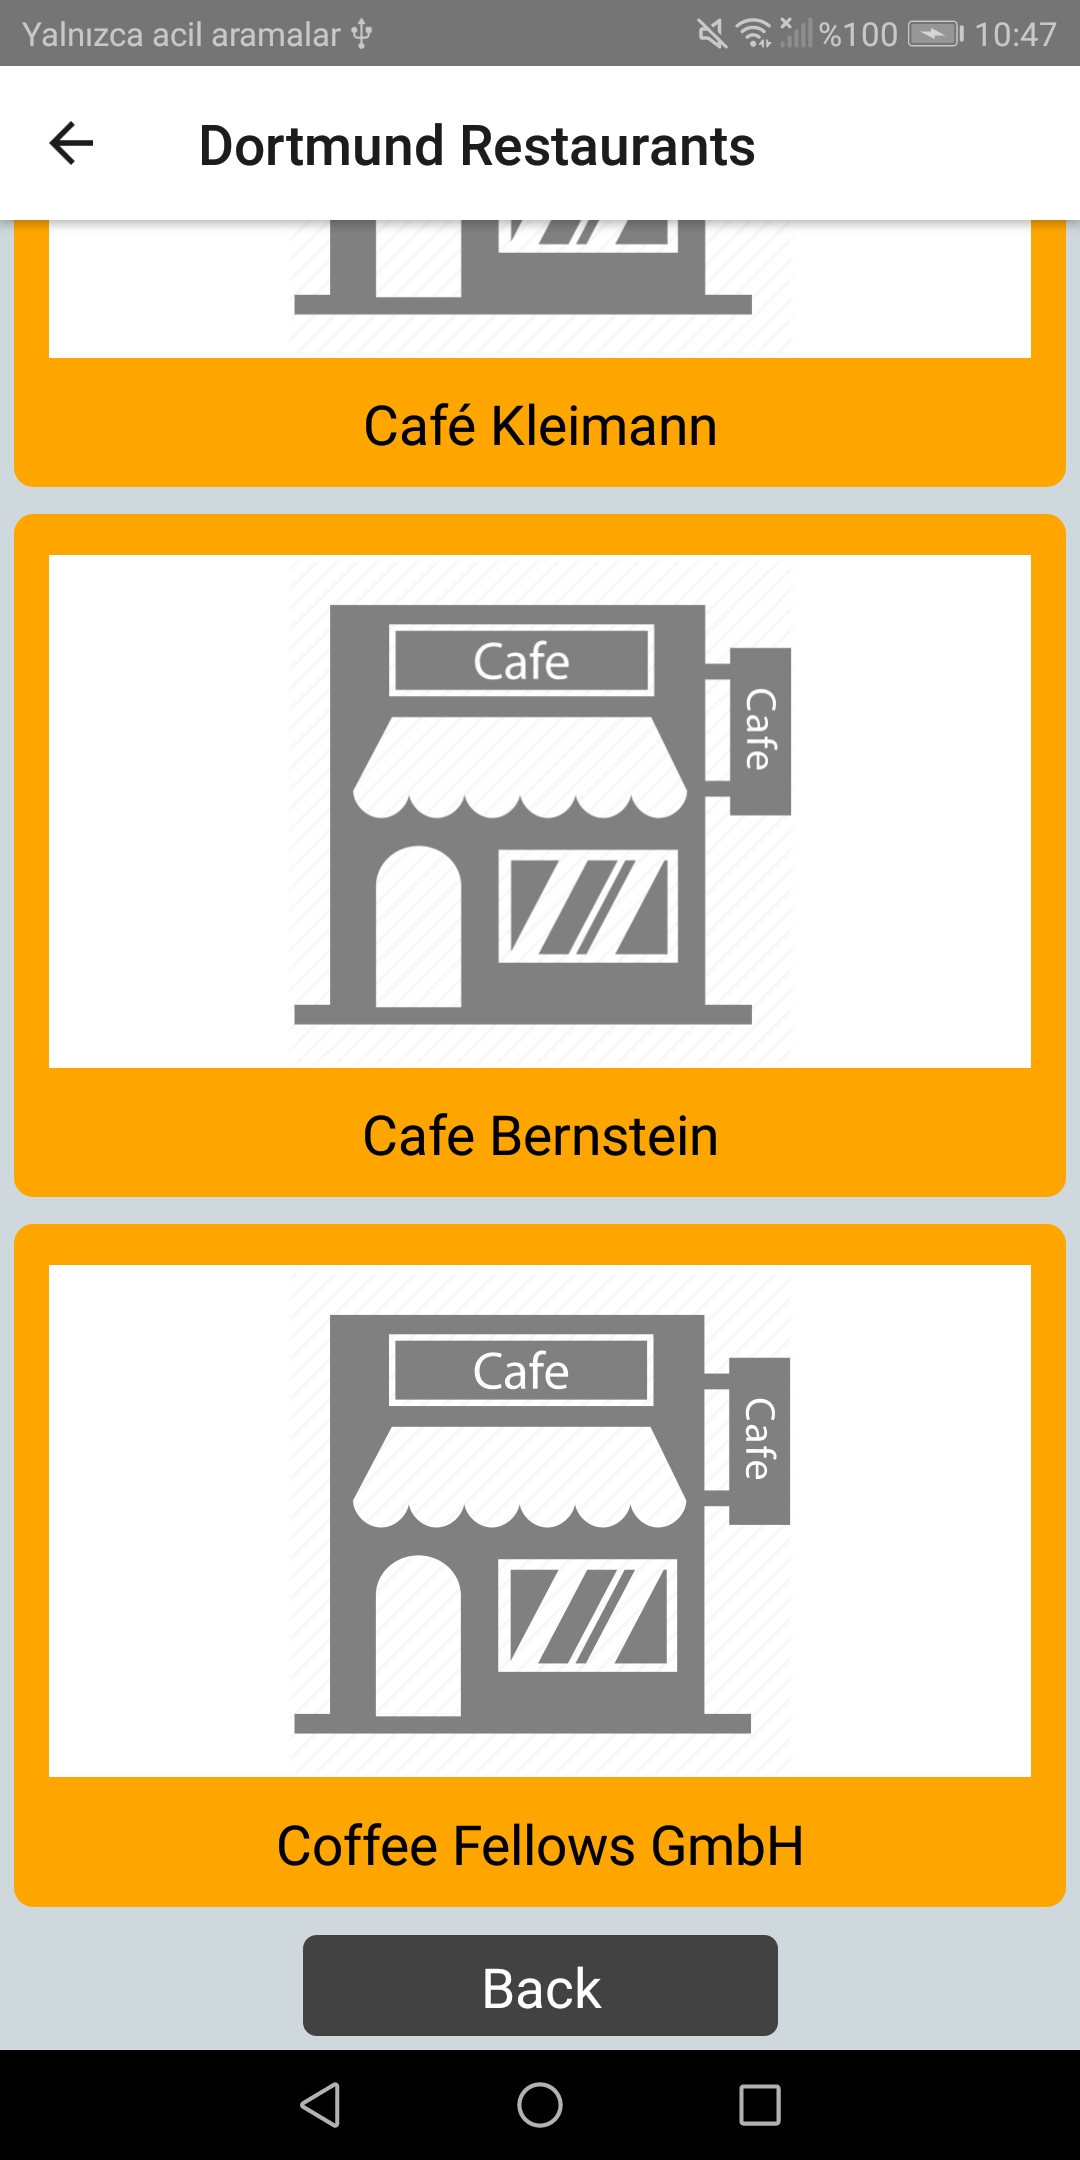 Yalnızca acil aramalar %100 10:47
Dortmund Restaurants
Café Kleimann
Cafe
Cafe
Cafe Bernstein
Cafe
Cafe
Coffee Fellows GmbH
Back